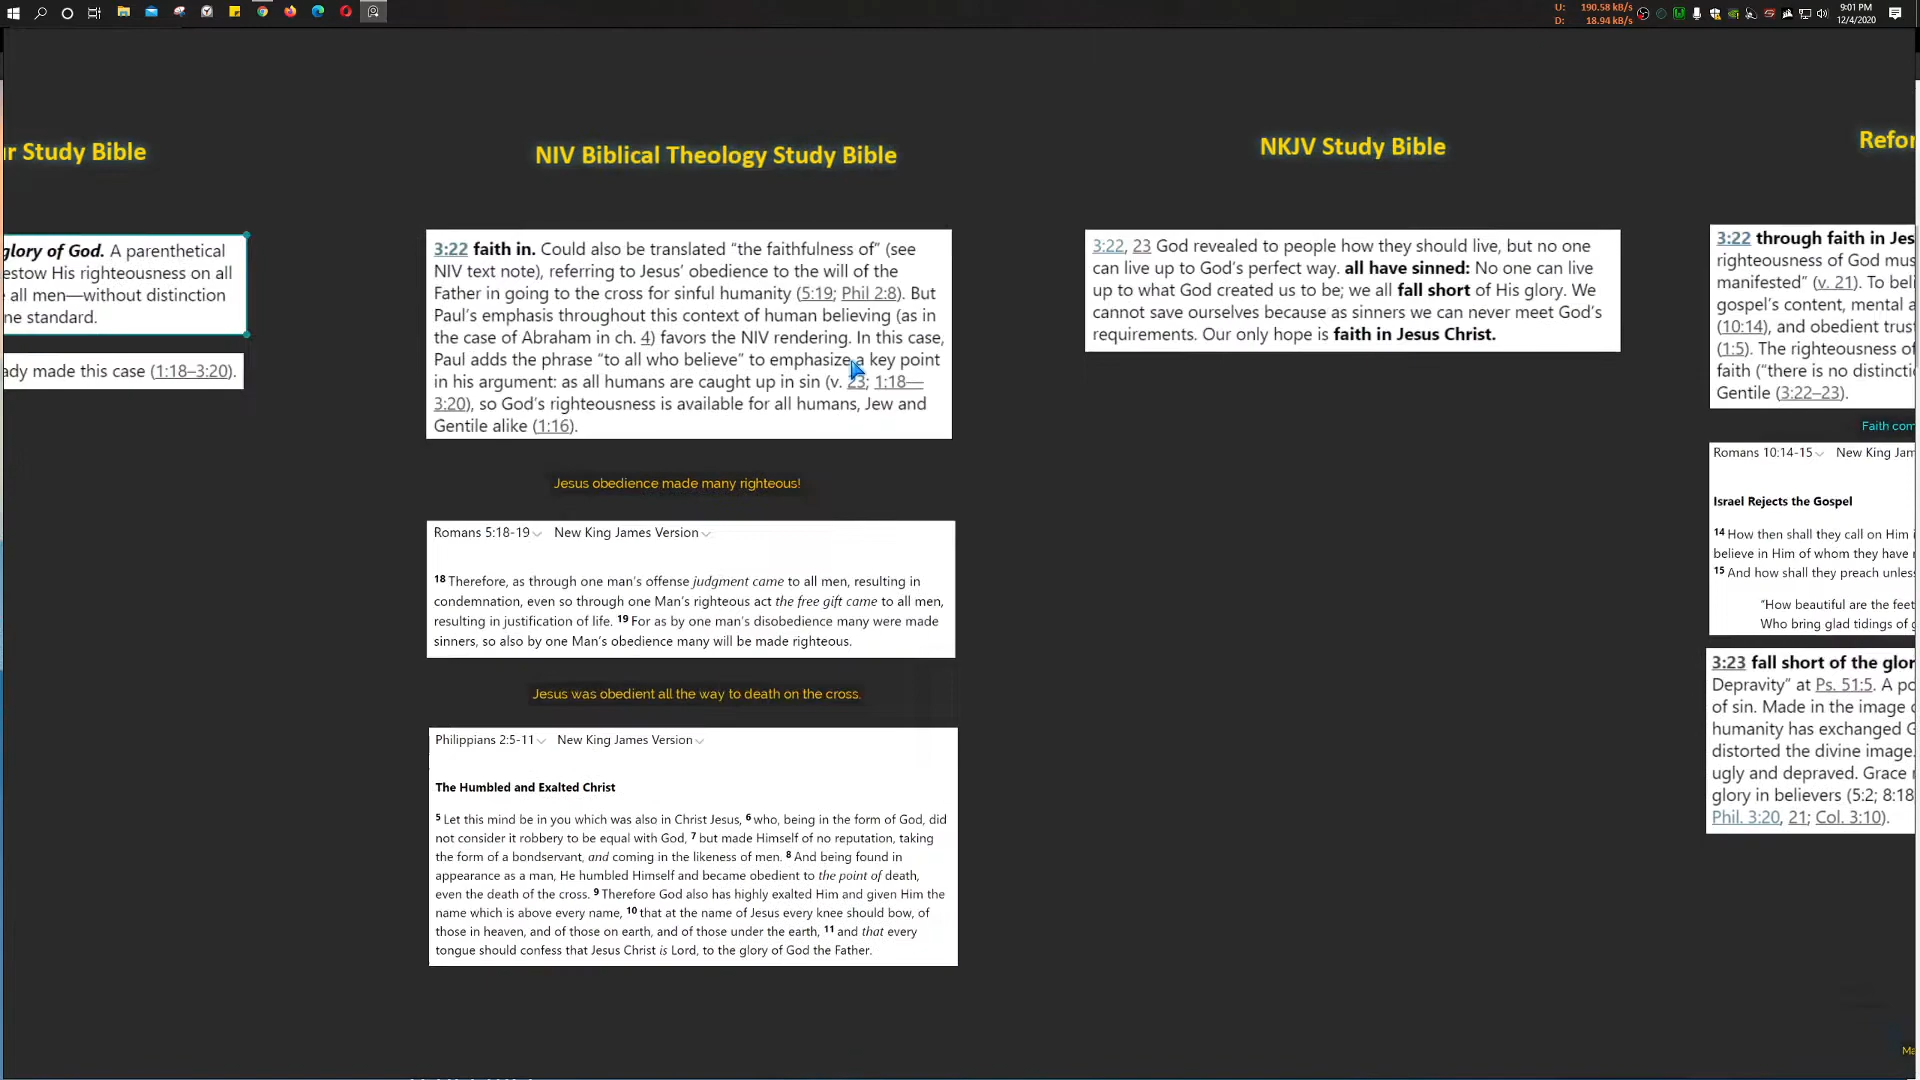 U: 190.58 kB/s
D: 18.94 kB/s
9:01 PM
12/4/2020
r Study Bible
glory of God. A parenthetical
estow His righteousness on all
all men—without distinction
ne standard.
ady made this case (1:18–3:20).
NIV Biblical Theology Study Bible
3:22 faith in. Could also be translated “the faithfulness of” (see
NIV text note), referring to Jesus’ obedience to the will of the
Father in going to the cross for sinful humanity (5:19; Phil 2:8). But
Paul’s emphasis throughout this context of human believing (as in
the case of Abraham in ch. 4) favors the NIV rendering. In this case,
Paul adds the phrase “to all who believe” to emphasize a key point
in his argument: as all humans are caught up in sin (v. 23; 1:18—
3:20), so God’s righteousness is available for all humans, Jew and
Gentile alike (1:16).
Jesus obedience made many righteous!
Romans 5:18-19 New King James Version
18 Therefore, as through one man’s offense judgment came to all men, resulting in
condemnation, even so through one Man’s righteous act the free gift came to all men,
resulting in justification of life. 19 For as by one man’s disobedience many were made
sinners, so also by one Man’s obedience many will be made righteous.
Jesus was obedient all the way to death on the cross.
Philippians 2:5-11 New King James Version
The Humbled and Exalted Christ
5 Let this mind be in you which was also in Christ Jesus, 6 who, being in the form of God, did
not consider it robbery to be equal with God, 7 but made Himself of no reputation, taking
the form of a bondservant, and coming in the likeness of men. 8 And being found in
appearance as a man, He humbled Himself and became obedient to the point of death,
even the death of the cross. 9 Therefore God also has highly exalted Him and given Him the
name which is above every name, 10 that at the name of Jesus every knee should bow, of
those in heaven, and of those on earth, and of those under the earth, 11 and that every
tongue should confess that Jesus Christ is Lord, to the glory of God the Father.
NKJV Study Bible
3:22, 23 God revealed to people how they should live, but no one
can live up to God’s perfect way. all have sinned: No one can live
up to what God created us to be; we all fall short of His glory. We
cannot save ourselves because as sinners we can never meet God’s
requirements. Our only hope is faith in Jesus Christ.
Refor
3:22 through faith in Jes
righteousness of God mus
manifested” (v. 21). To beli
gospel’s content, mental a
(10:14), and obedient trust
(1:5). The righteousness of
faith (“there is no distincti
Gentile (3:22–23).
Faith com
Romans 10:14-15 New King Jam
Israel Rejects the Gospel
14 How then shall they call on Him i
believe in Him of whom they have
15 And how shall they preach unles
“How beautiful are the feet
Who bring glad tidings of g
3:23 fall short of the glor
Depravity” at Ps. 51:5. A po
of sin. Made in the image o
humanity has exchanged G
distorted the divine image.
ugly and depraved. Grace
glory in believers (5:2; 8:18
Phil. 3:20, 21; Col. 3:10).
Ma